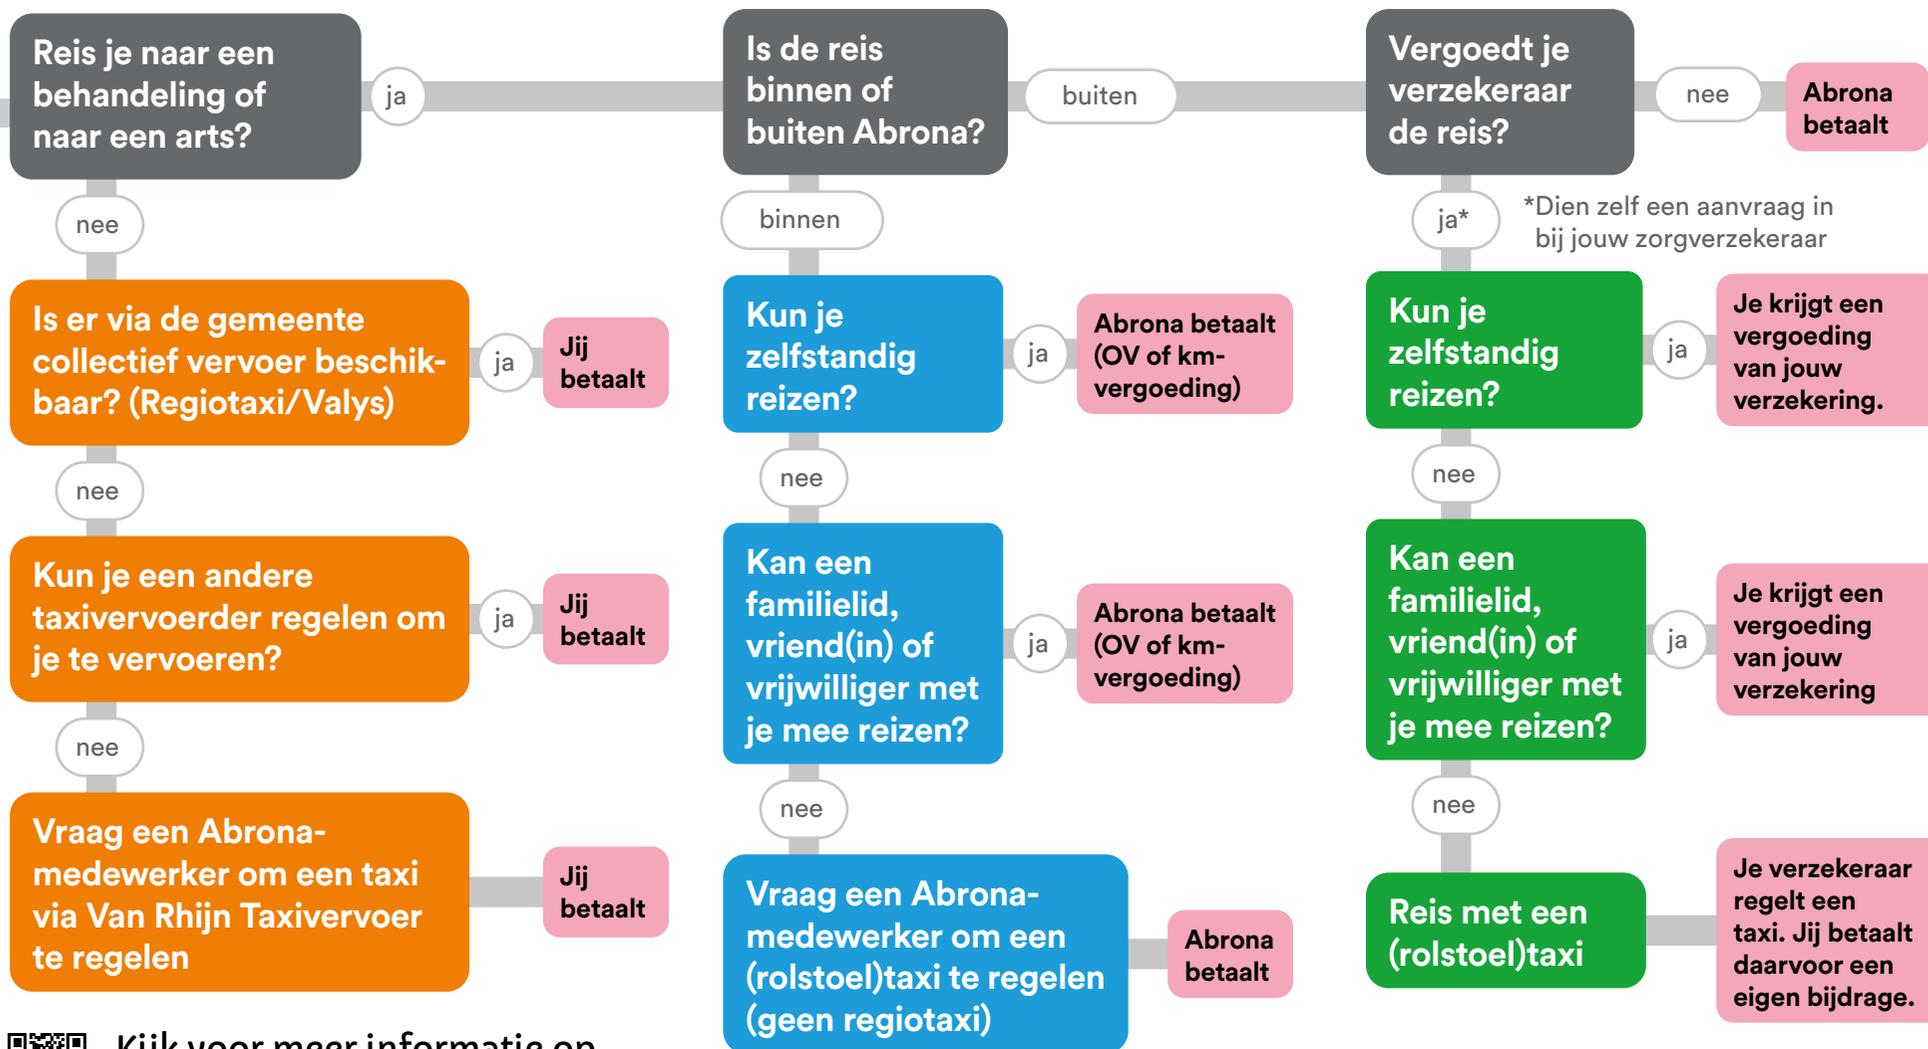 Reis je naar een
behandeling of
naar een arts?
ja
Is de reis
binnen of
buiten Abrona?
buiten
Vergoedt je
verzekeraar
de reis?
nee
Abrona
betaalt
nee
binnen
ja*
*Dien zelf een aanvraag in
bij jouw zorgverzekeraar
Is er via de gemeente
collectief vervoer beschik-
baar? (Regiotaxi/Valys)
ja
Jij
betaalt
nee
Kun je een andere
taxivervoerder regelen om
je te vervoeren?
ja
Jij
betaalt
nee
Vraag een Abrona-
medewerker om een taxi
via Van Rhijn Taxivervoer
te regelen
Jij
betaalt
Kun je
zelfstandig
reizen?
ja
Abrona betaalt
(OV of km-
vergoeding)
nee
Kan een
familielid,
vriend(in) of
vrijwilliger met
je mee reizen?
ja
Abrona betaalt
(OV of km-
vergoeding)
nee
Vraag een Abrona-
medewerker om een
(rolstoel)taxi te regelen
(geen regiotaxi)
Abrona
betaalt
Kun je
zelfstandig
reizen?
ja
Je krijgt een
vergoeding
van jouw
verzekering.
nee
Kan een
familielid,
vriend(in) of
vrijwilliger met
je mee reizen?
ja
Je krijgt een
vergoeding
van jouw
verzekering
nee
Reis met een
(rolstoel)taxi
Je verzekeraar
regelt een
taxi. Jij betaalt
daarvoor een
eigen bijdrage.
Kijk voor meer informatie op